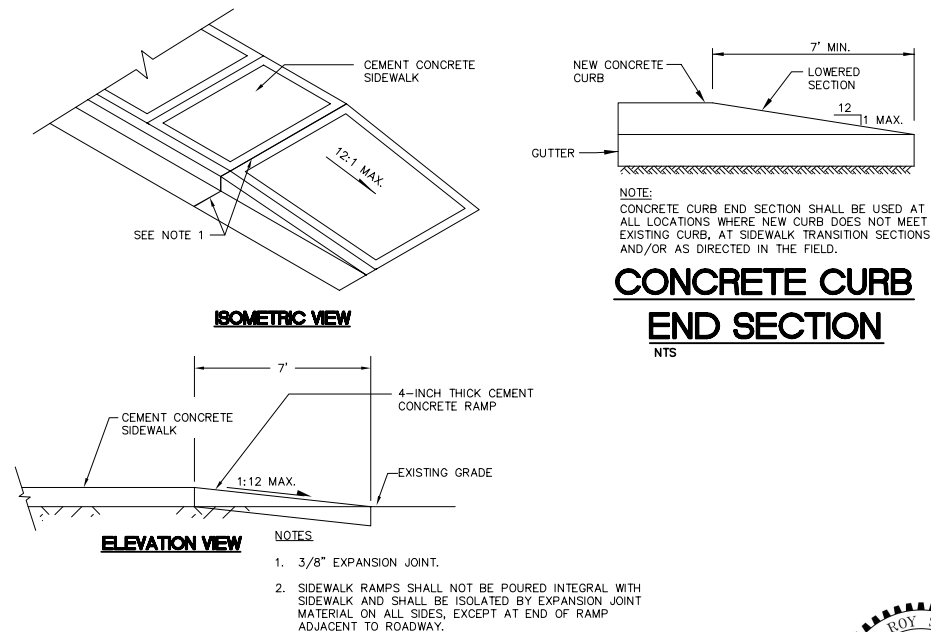 CEMENT CONCRETE
SIDEWALK
12:1 MAX.
SEE NOTE 1
ISOMETRIC VIEW
7' MIN.
NEW CONCRETE
CURB
LOWERED
SECTION
12
1 MAX.
GUTTER
NOTE:
CONCRETE CURB END SECTION SHALL BE USED AT
ALL LOCATIONS WHERE NEW CURB DOES NOT MEET
EXISTING CURB, AT SIDEWALK TRANSITION SECTIONS
AND/OR AS DIRECTED IN THE FIELD.
CONCRETE CURB
END SECTION
NTS
7'
4-INCH THICK CEMENT
CONCRETE RAMP
CEMENT CONCRETE
SIDEWALK
1:12 MAX.
EXISTING GRADE
ELEVATION VIEW
NOTES
1. 3/8" EXPANSION JOINT.
2. SIDEWALK RAMPS SHALL NOT BE POURED INTEGRAL WITH
SIDEWALK AND SHALL BE ISOLATED BY EXPANSION JOINT
MATERIAL ON ALL SIDES, EXCEPT AT END OF RAMP
ADJACENT TO ROADWAY.
ROY